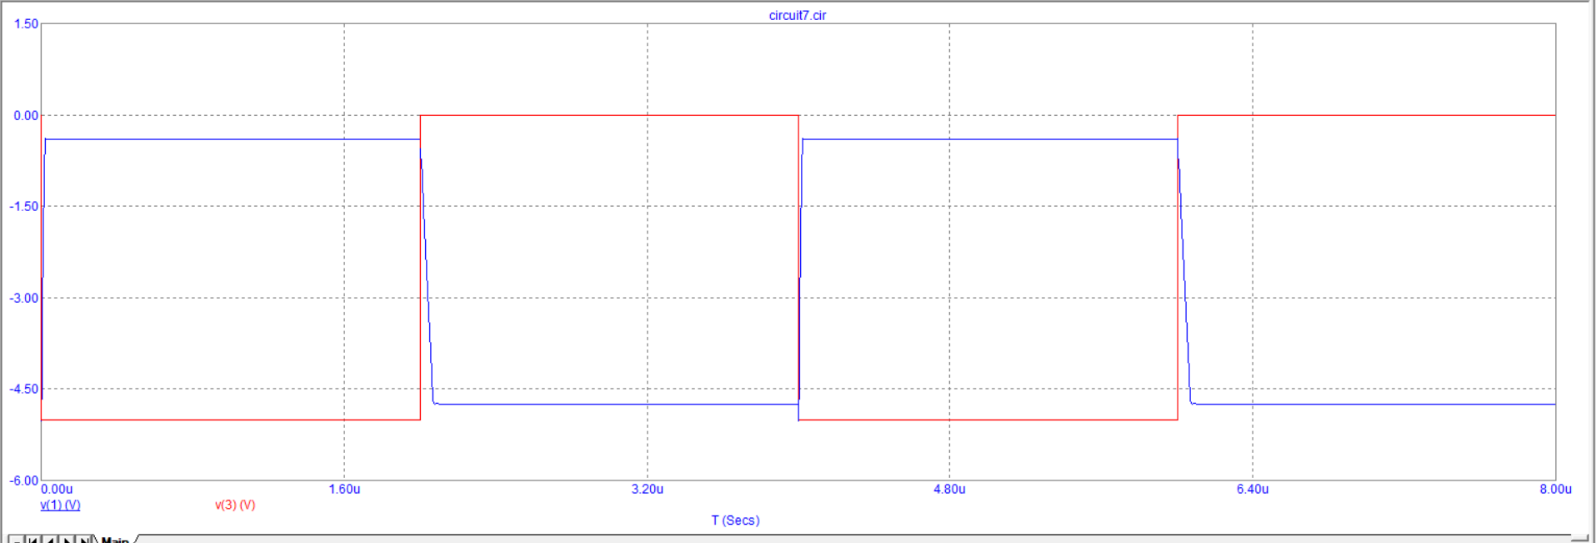 circuit7.cir
1.50
0.00
-1.50
-3.00
-4.50
-6.00
0.00u 1.60u 3.20u 4.80u 6.40u 8.00u
v(1) (V) v(3) (V)
T (Secs)
Main